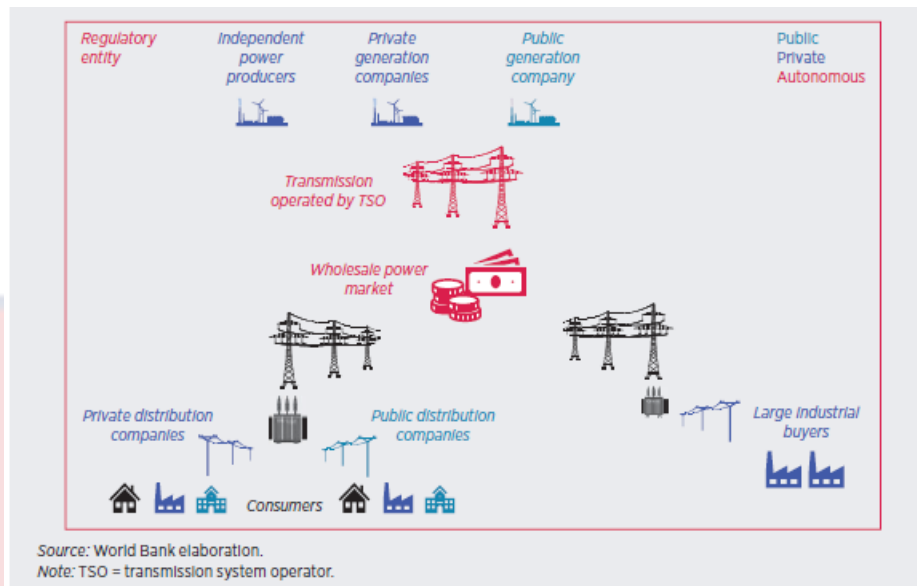 Regulatory
entity
Independent
power
producers
Private
generation
companies
Public
generation
company
Public
Private
Autonomous
Transmission
operated by TSO
Wholesale power
market
Private distribution
companies
Public distribution
companies
Large industrial
buyers
Consumers
Source: World Bank elaboration.
Note: TSO = transmission system operator.